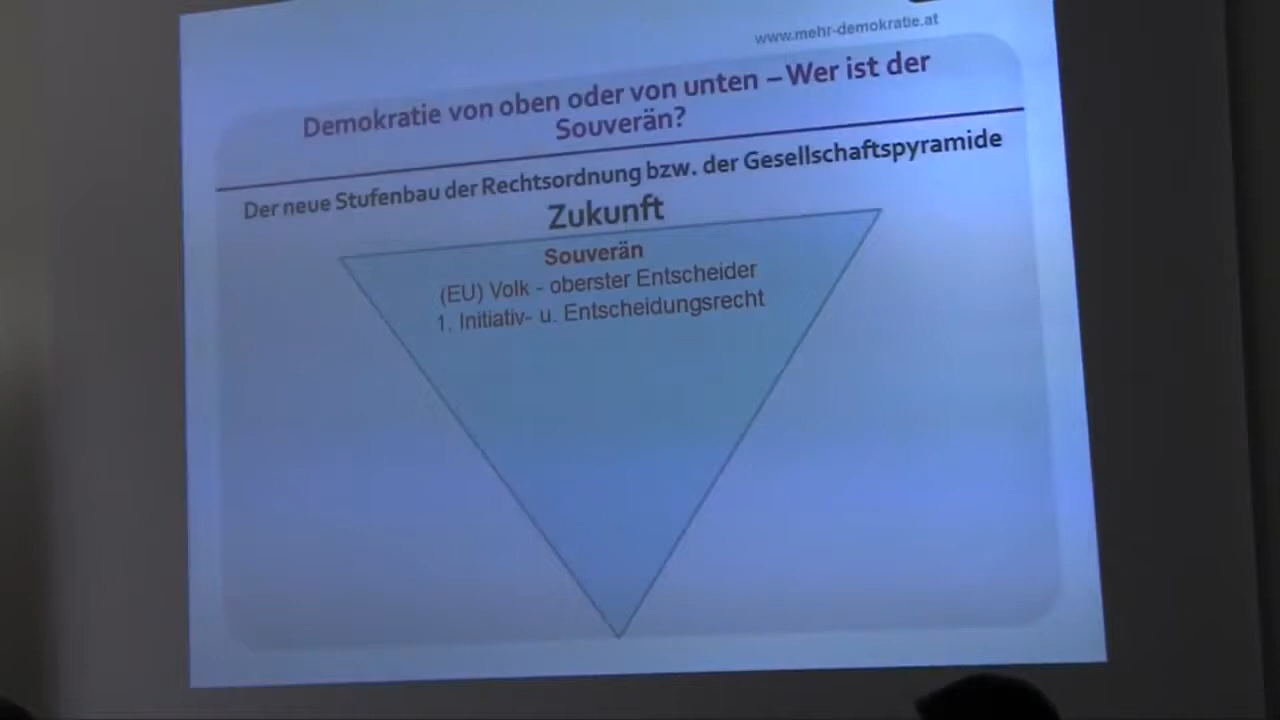 www.mehr-demokratie.at
Demokratie von oben oder von unten – Wer ist der
Souverän?
Der neue Stufenbau der Rechtsordnung bzw. der Gesellschaftspyramide
Zukunft
Souverän
(EU) Volk - oberster Entscheider
1. Initiativ- u. Entscheidungsrecht